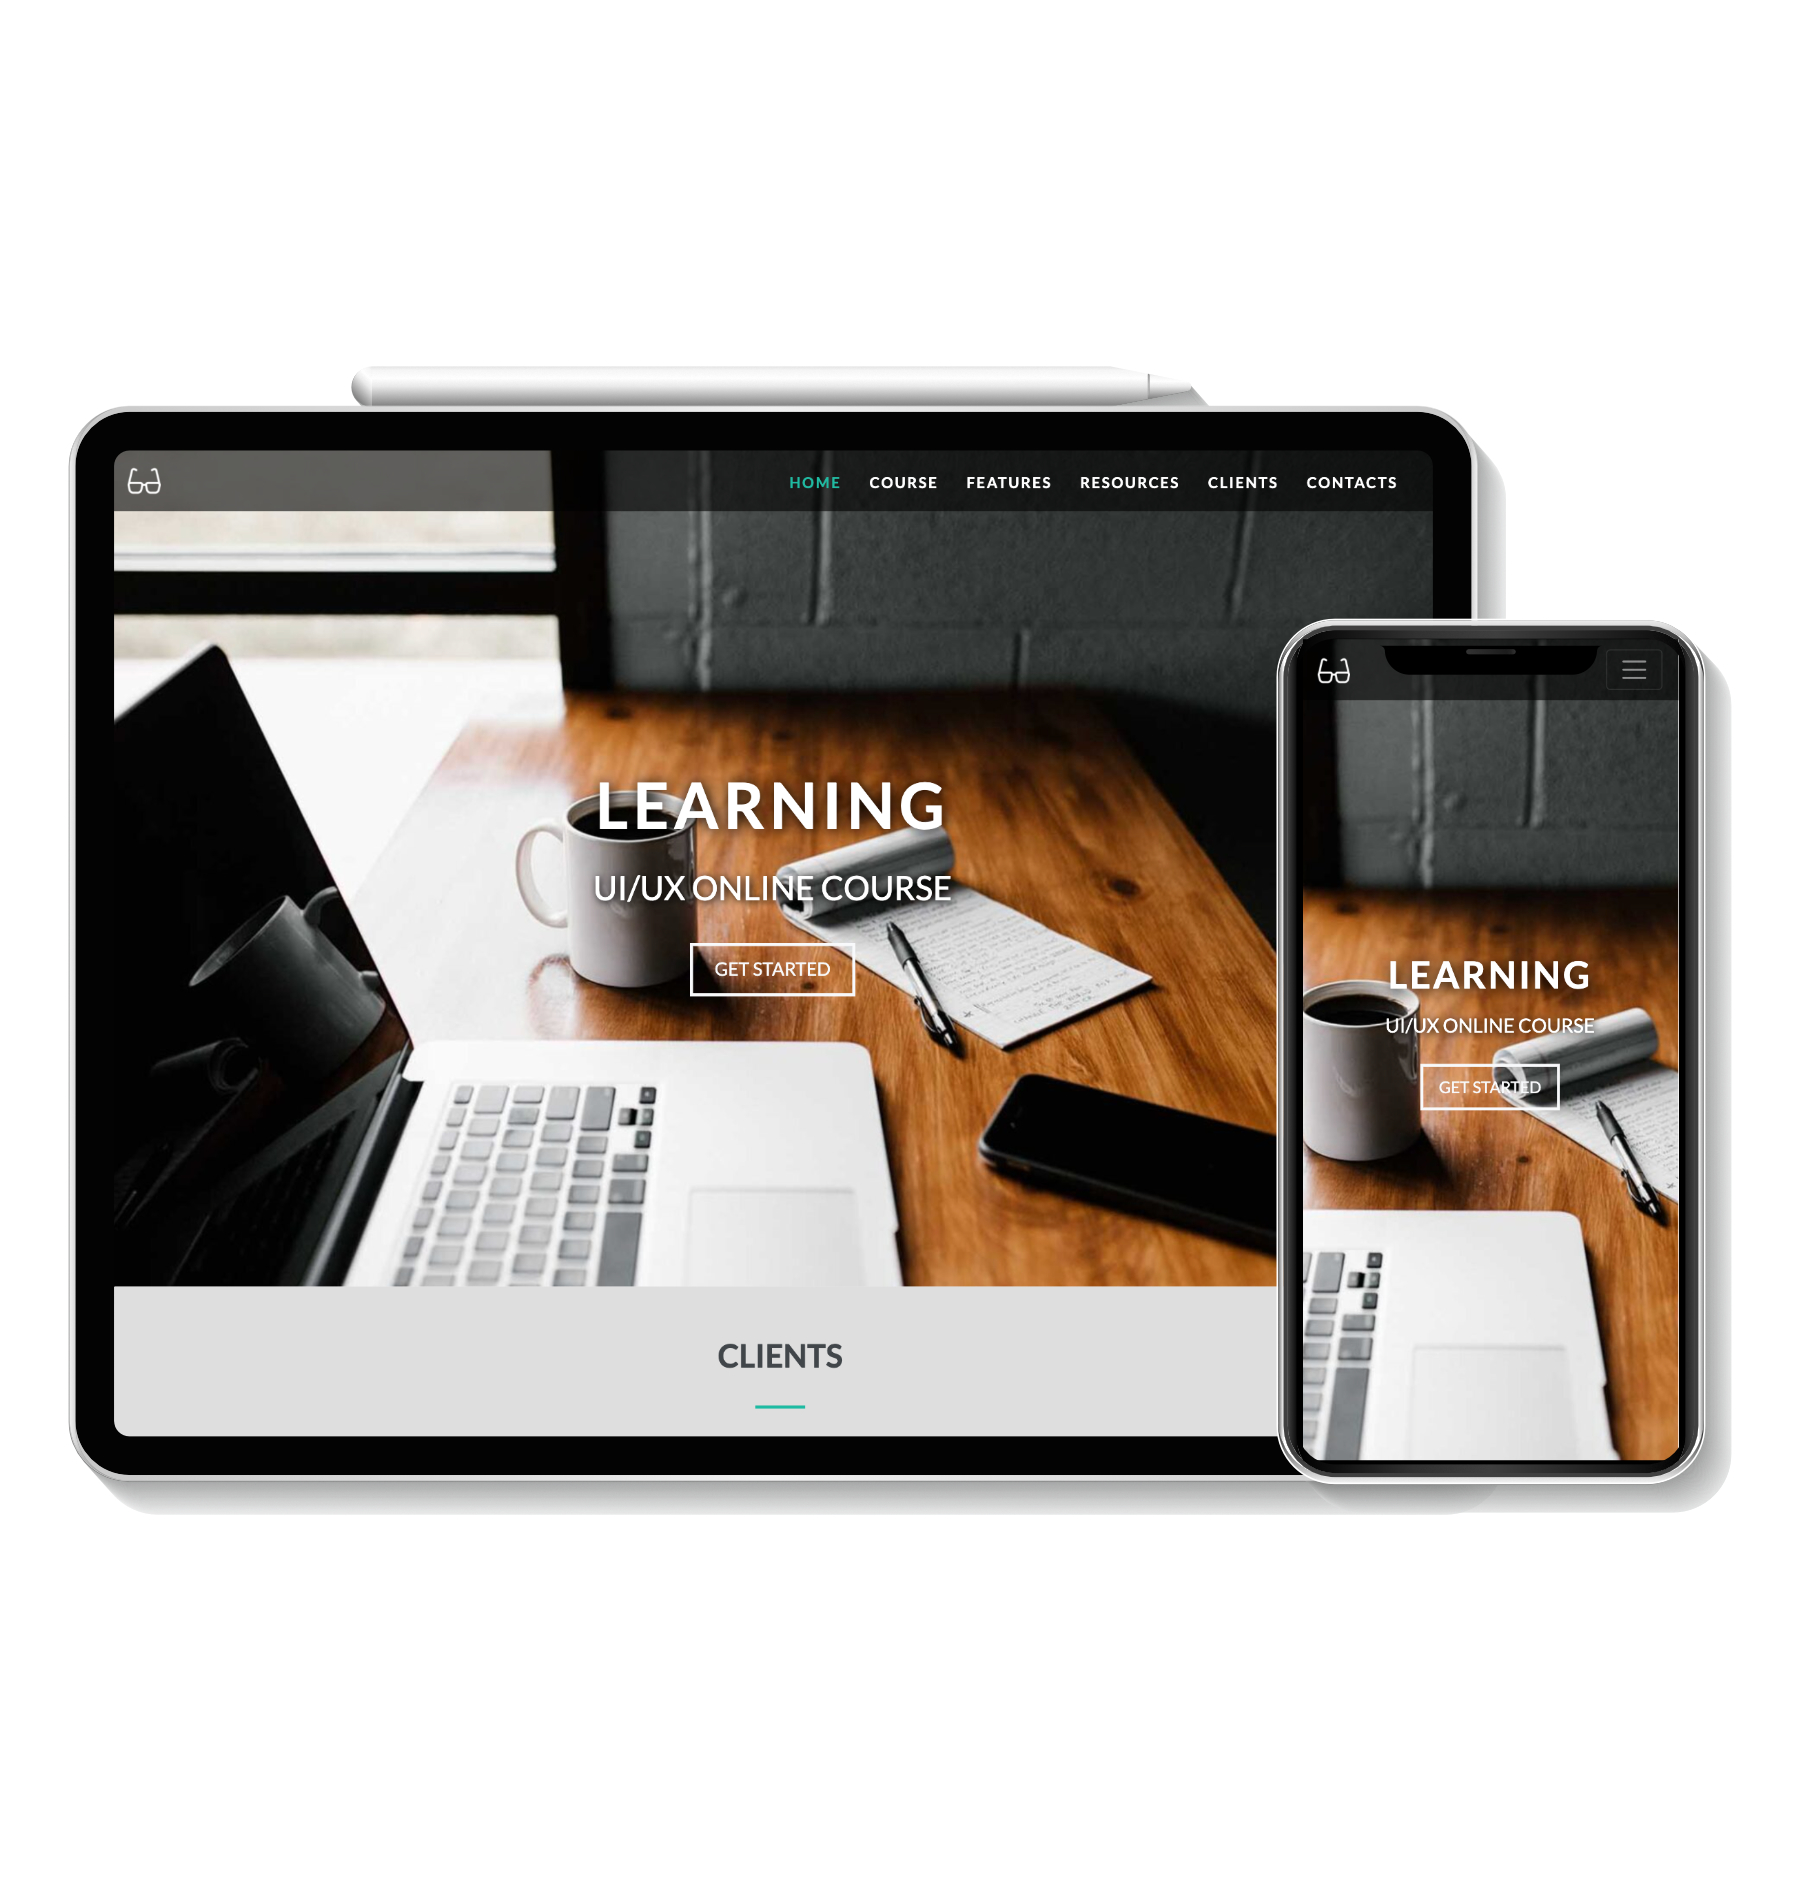 HOME COURSE FEATURES RESOURCES CLIENTS CONTACTS
LEARNING
UI/UX ONLINE COURSE
GET STARTED
CLIENTS
LEARNING
UI/UX ONLINE COURSE
GET STARTED